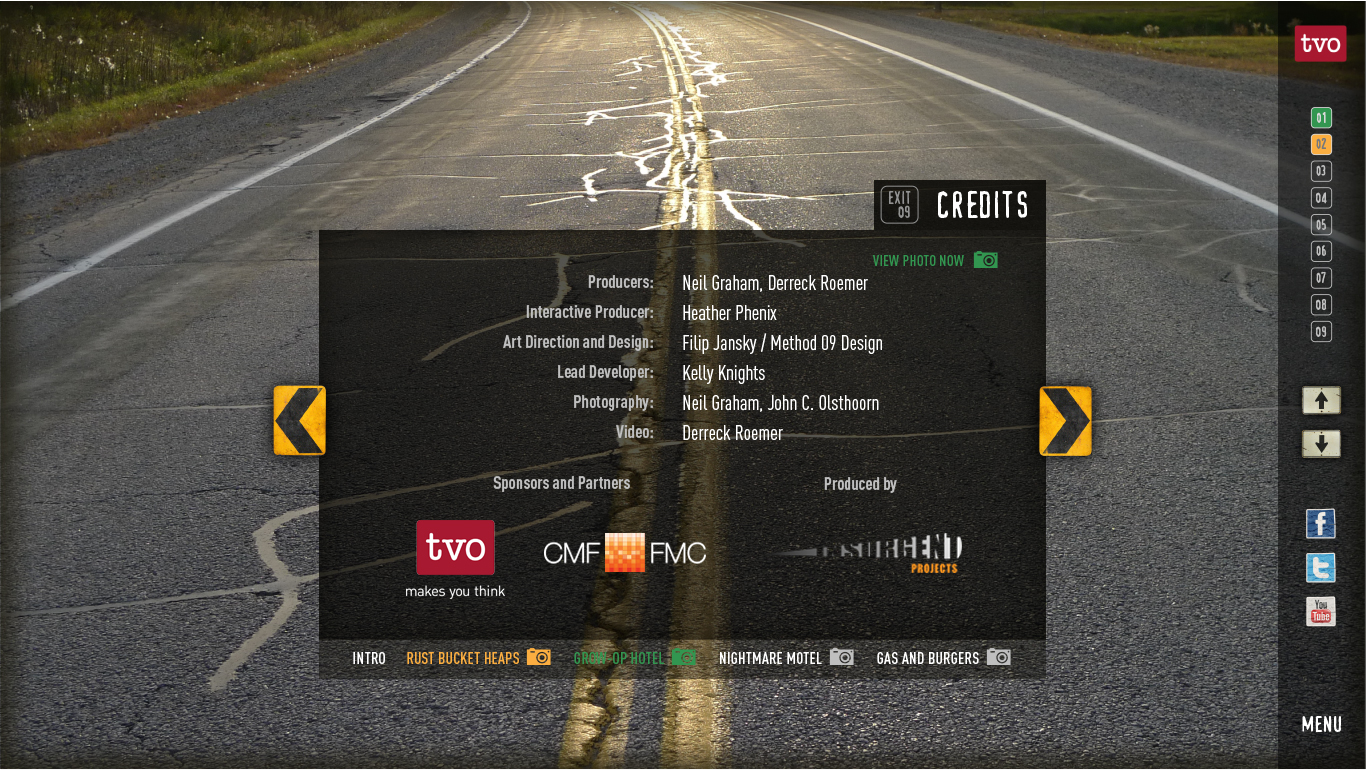 tvo
01
02
03
04
05
06
07
08
09
EXIT 09
CREDITS
VIEW PHOTO NOW
Producers: Neil Graham, Derreck Roemer
Interactive Producer: Heather Phenix
Art Direction and Design: Filip Jansky / Method 09 Design
Lead Developer: Kelly Knights
Photography: Neil Graham, John C. Olsthoorn
Video: Derreck Roemer
Sponsors and Partners
Produced by
tvo
makes you think
CMF FMC
INSURGENT
PROJECTS
INTRO RUST BUCKET HEAPS GROW-OP HOTEL NIGHTMARE MOTEL GAS AND BURGERS
f
t
You
Tube
MENU